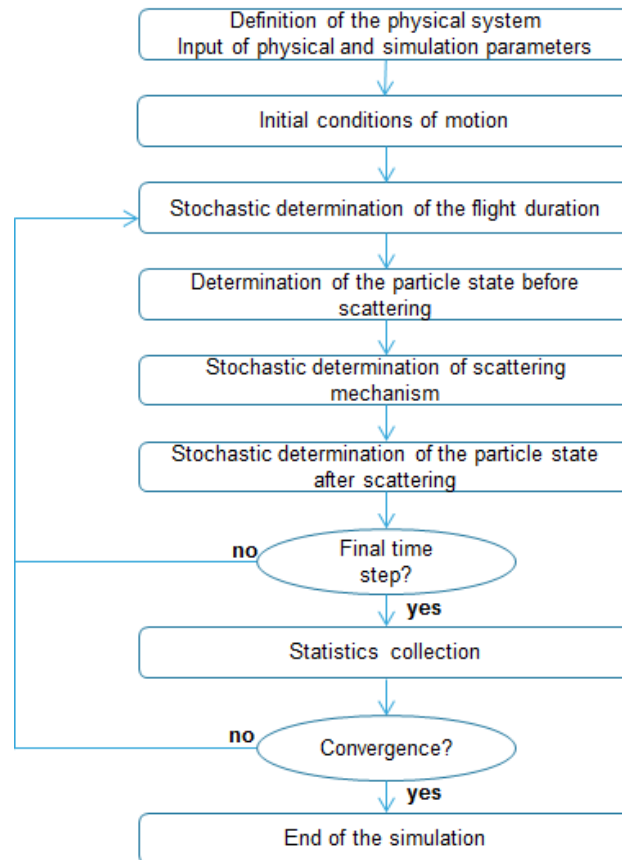 Definition of the physical system
Input of physical and simulation parameters
Initial conditions of motion
Stochastic determination of the flight duration
Determination of the particle state before
scattering
Stochastic determination of scattering
mechanism
Stochastic determination of the particle state
after scattering
no
Final time
step?
yes
Statistics collection
no
Convergence?
yes
End of the simulation